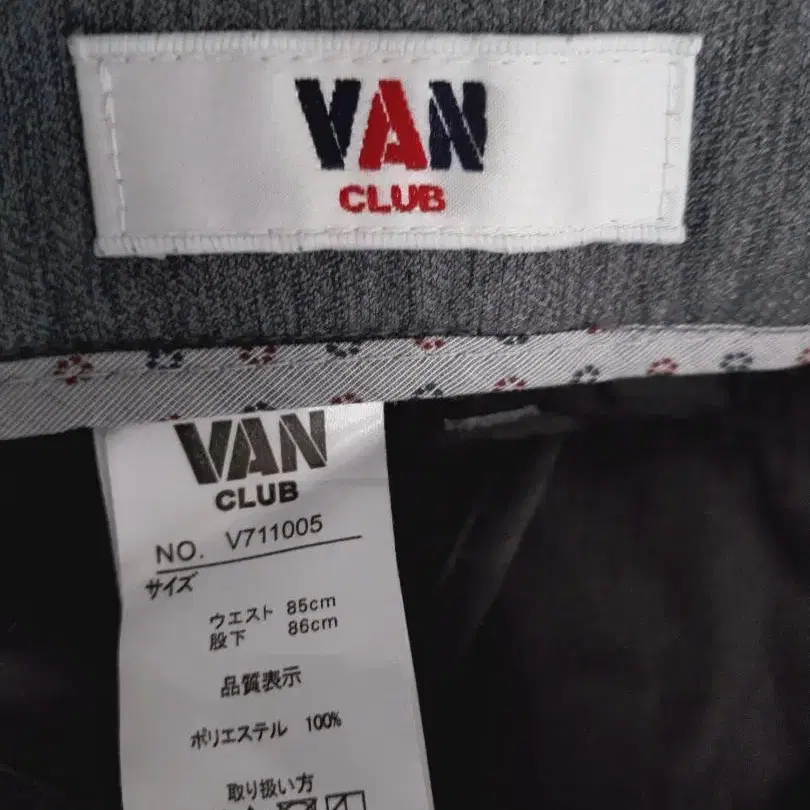 VAN
CLUB
VAN
CLUB
NO. V711005
サイズ
ウエスト 85cm
股下 86cm
品質表示
ポリエステル 100%
取り扱い方